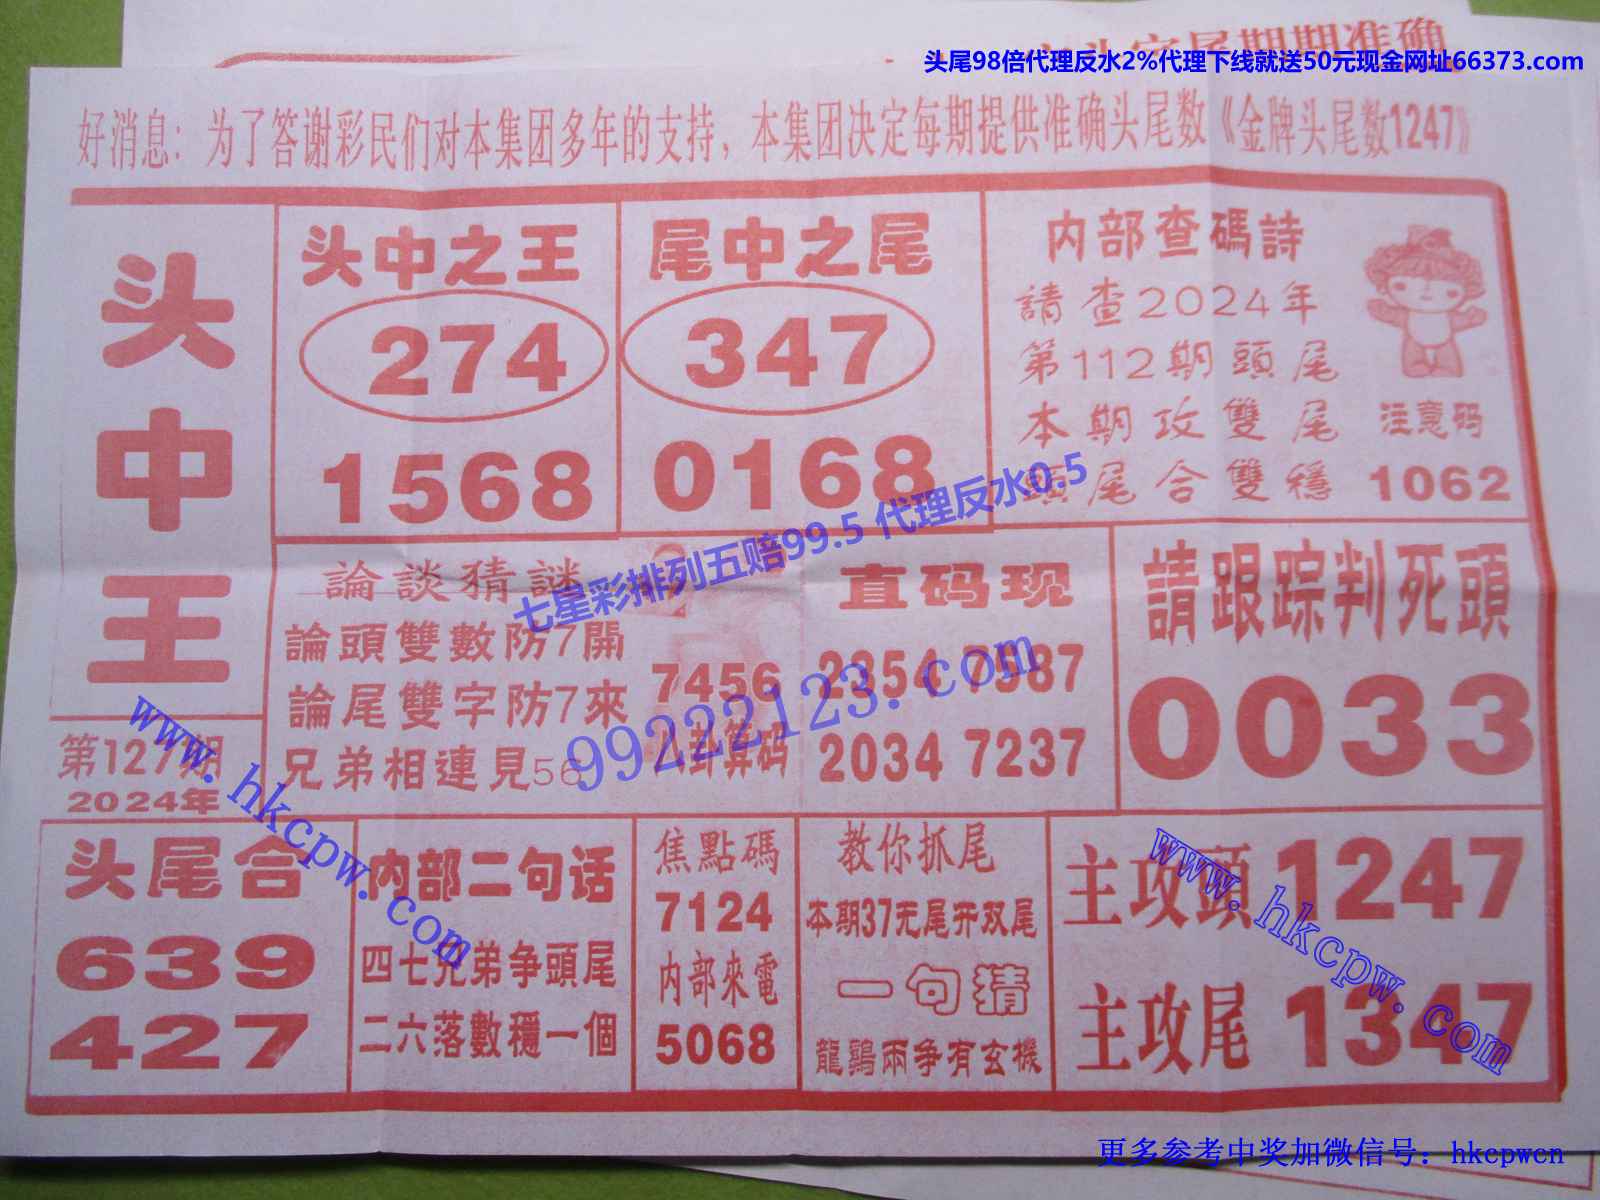 头尾98倍代理反水2%代理下线就送50元现金网址66373.com
好消息：为了答谢彩民们对本集团多年的支持，本集团决定每期提供准确头尾数《金牌头尾数1247》
头中王
第127期
2024年
头中之王
274
1568
尾中之尾
347
0168
内部查碼詩
請查2024年
第112期頭尾
本期攻雙尾
頭尾合雙穩
注意码
1062
七星彩排列五赔99.5 代理反水0.5
論談猜謎
論頭雙數防7開
論尾雙字防7來
兄弟相連見56
7456
八卦算码
直码现
2354 7587
2034 7237
99222123.com
請跟踪判死頭
0033
www.hkcpw.com
头尾合
639
427
内部二句话
四七兄弟争頭尾
二六落數穩一個
焦點碼
7124
内部來電
5068
教你抓尾
本期37无尾开双尾
一句猜
龍鷄兩争有玄機
主攻頭1247
主攻尾1347
www.hkcpw.com
更多参考中奖加微信号：hkcpwcn